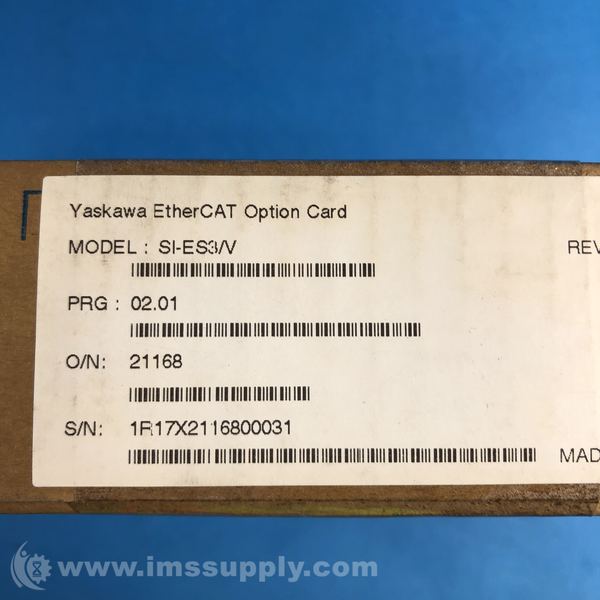 Yaskawa EtherCAT Option Card
MODEL : SI-ES3/V REV
PRG : 02.01
O/N: 21168
S/N: 1R17X2116800031
MAD
www.imssupply.com